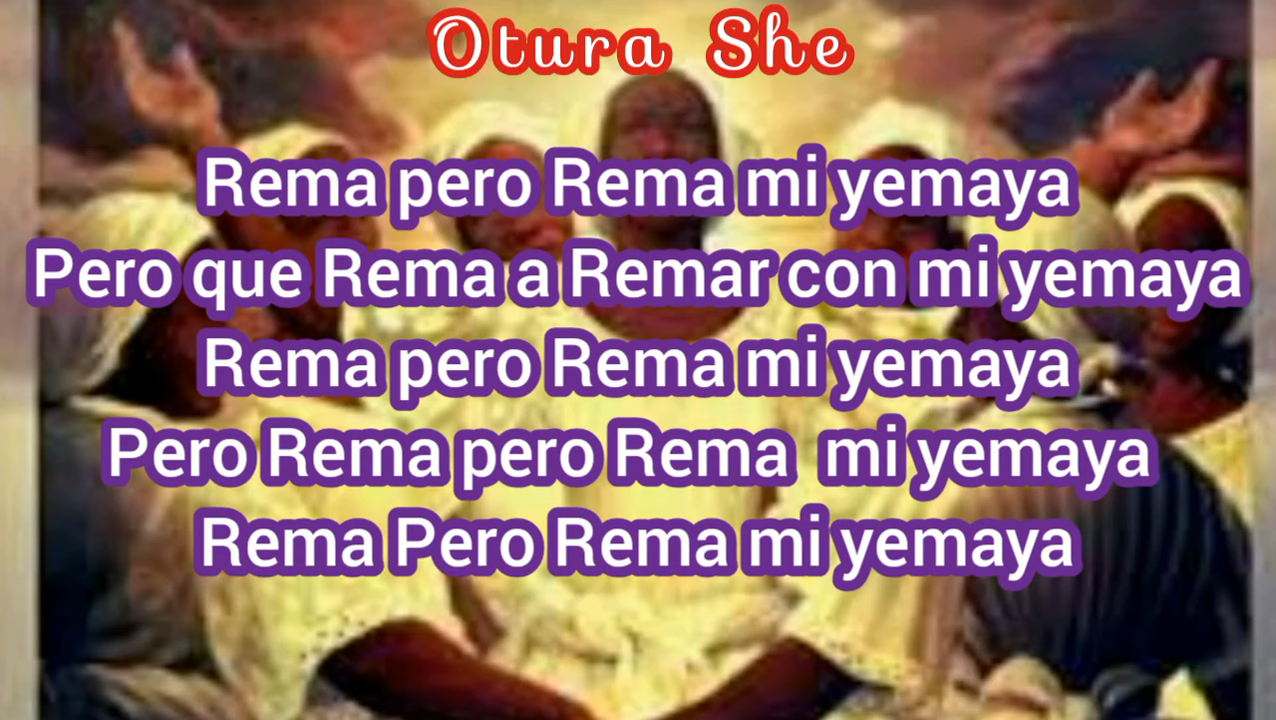 Otura She
Rema pero Rema mi yemaya
Pero que Rema a Remar con mi yemaya
Rema pero Rema mi yemaya
Pero Rema pero Rema mi yemaya
Rema Pero Rema mi yemaya